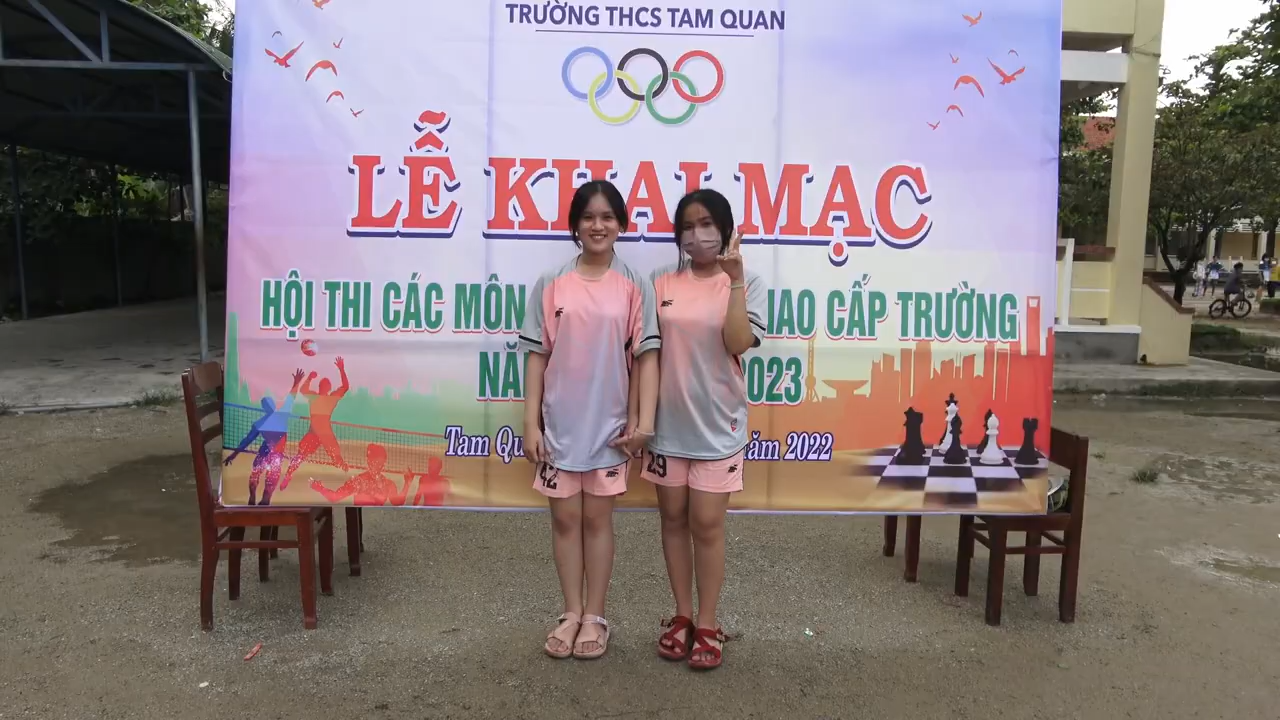 TRƯỜNG THCS TAM QUAN
LỄ KHAI MẠC
HỘI THI CÁC MÔN IAO CẤP TRƯỜNG
NĂ 2023
Tam Qu năm 2022
42 29